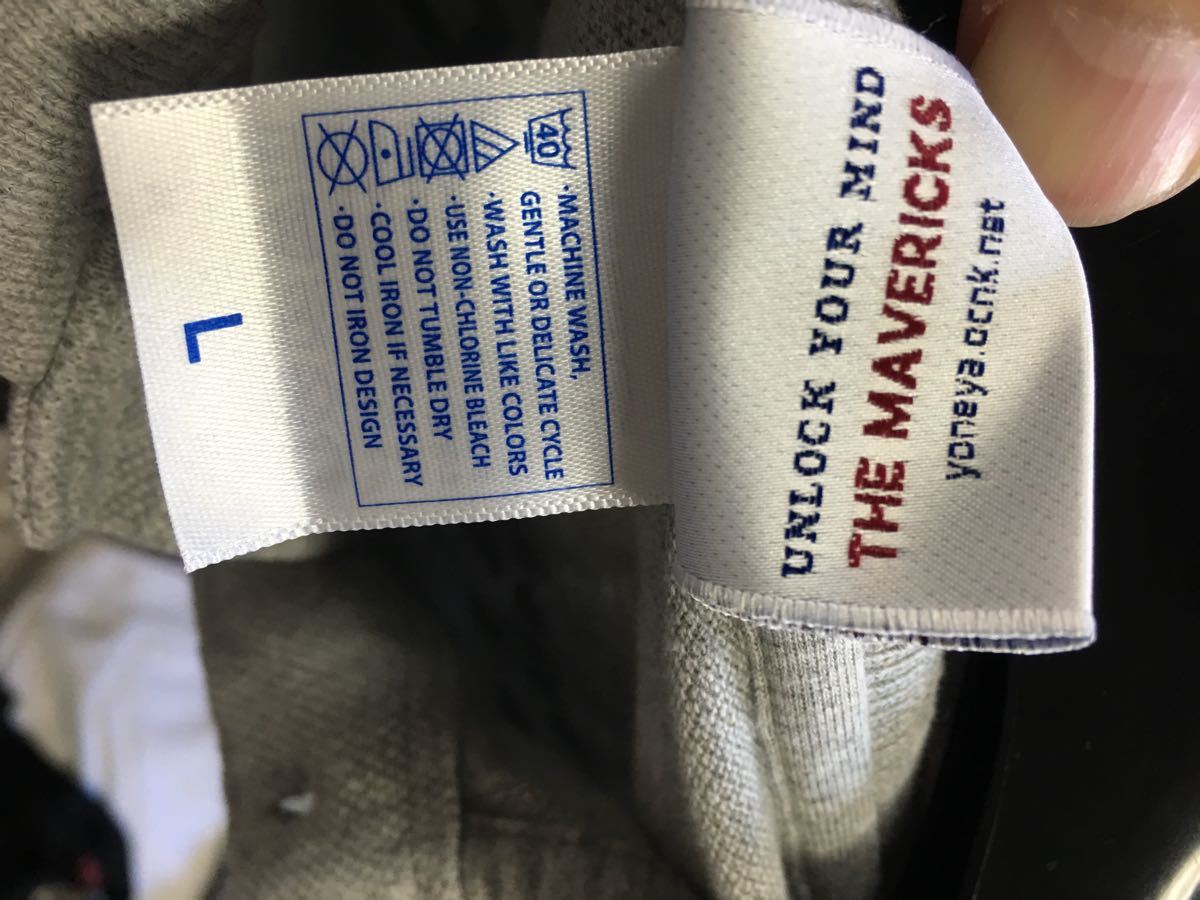 UNLOCK YOUR MIND
THE MAVERICKS
yoneya.ocnk.net
40
·MACHINE WASH,
GENTLE OR DELICATE CYCLE
·WASH WITH LIKE COLORS
·USE NON-CHLORINE BLEACH
·DO NOT TUMBLE DRY
·COOL IRON IF NECESSARY
·DO NOT IRON DESIGN
L